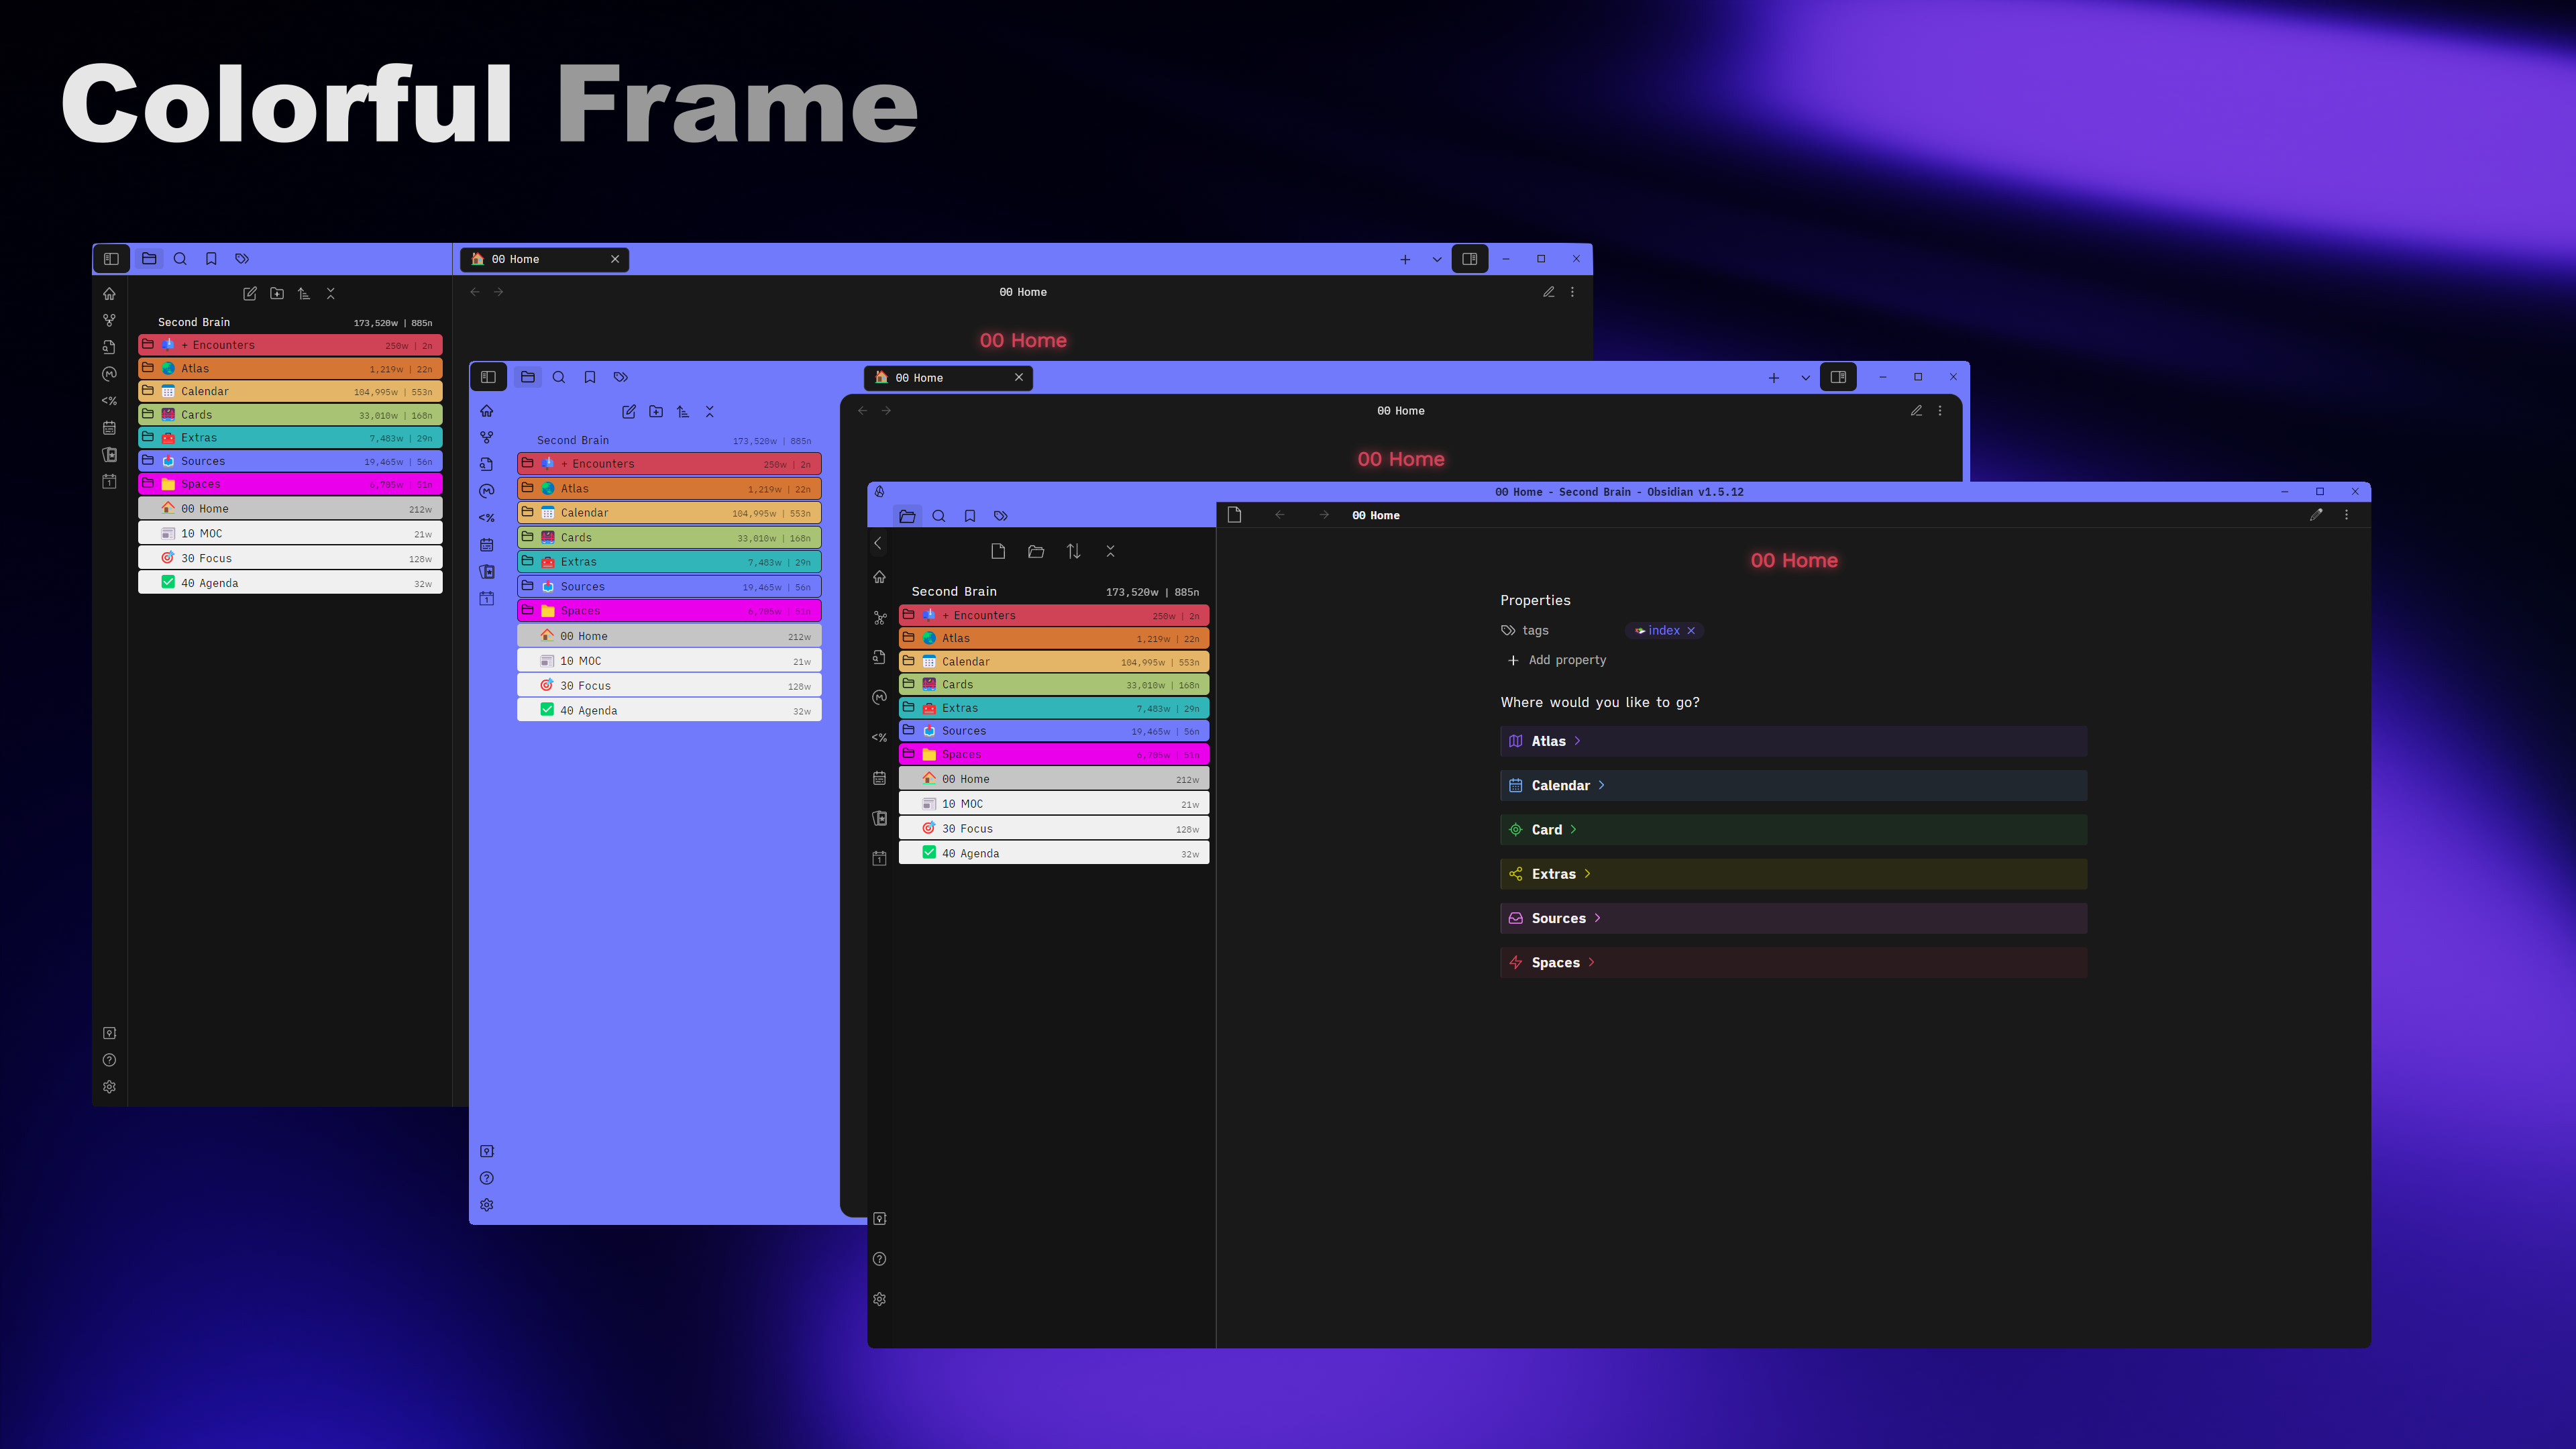 Colorful Frame
00 Home
00 Home
Second Brain 173,520w | 885n
+ Encounters 250w | 2n
Atlas 1,219w | 22n
Calendar 104,995w | 553n
Cards 33,010w | 168n
Extras 7,483w | 29n
Sources 19,465w | 56n
Spaces 6,705w | 51n
00 Home 212w
10 MOC 21w
30 Focus 128w
40 Agenda 32w
<%
1
00 Home
00 Home
00 Home
Second Brain 173,520w | 885n
+ Encounters 250w | 2n
Atlas 1,219w | 22n
Calendar 104,995w | 553n
Cards 33,010w | 168n
Extras 7,483w | 29n
Sources 19,465w | 56n
Spaces 6,705w | 51n
00 Home 212w
10 MOC 21w
30 Focus 128w
40 Agenda 32w
<%
1
00 Home
00 Home - Second Brain - Obsidian v1.5.12
00 Home
Second Brain 173,520w | 885n
+ Encounters 250w | 2n
Atlas 1,219w | 22n
Calendar 104,995w | 553n
Cards 33,010w | 168n
Extras 7,483w | 29n
Sources 19,465w | 56n
Spaces 6,705w | 51n
00 Home 212w
10 MOC 21w
30 Focus 128w
40 Agenda 32w
<%
1
00 Home
Properties
tags index
Add property
Where would you like to go?
Atlas
Calendar
Card
Extras
Sources
Spaces